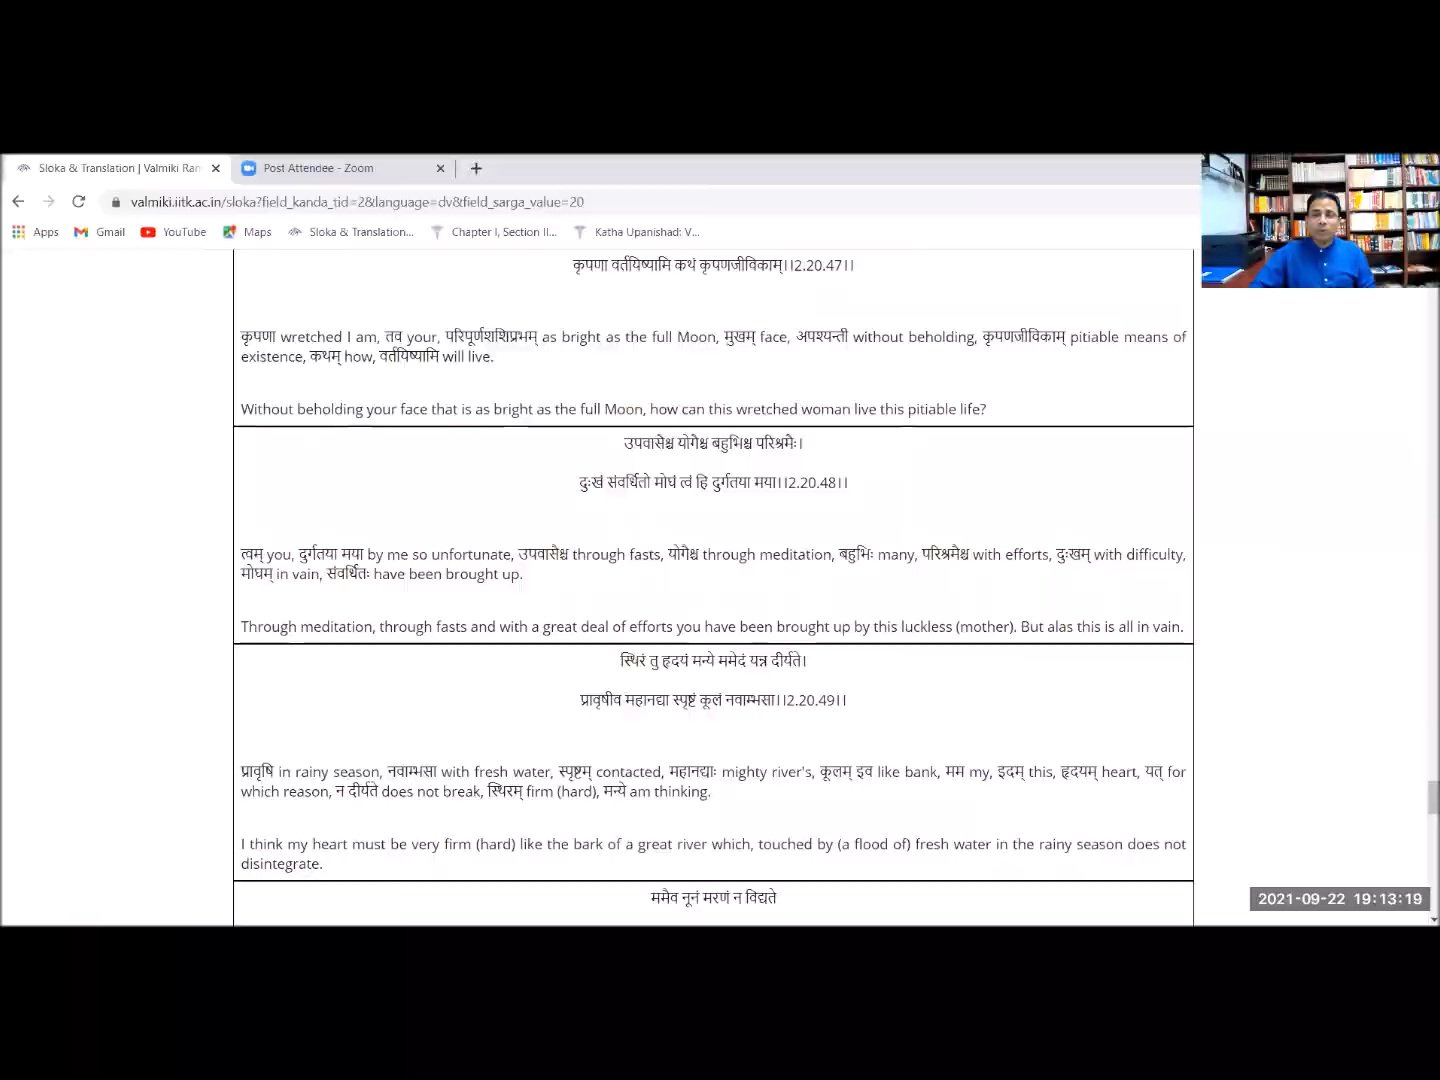 Sloka & Translation | Valmiki Ran
Post Attendee - Zoom
valmiki.iitk.ac.in/sloka?field_kanda_tid=2&language=dv&field_sarga_value=20
Apps Gmail YouTube Maps Sloka & Translation... Chapter I, Section II... Katha Upanishad: V...
कृपणा वर्तयिष्यामि कथं कृपणजीविकाम्।।2.20.47।।
कृपणा wretched I am, तव your, परिपूर्णशशिप्रभम् as bright as the full Moon, मुखम् face, अपश्यन्ती without beholding, कृपणजीविकाम् pitiable means of
existence, कथम् how, वर्तयिष्यामि will live.
Without beholding your face that is as bright as the full Moon, how can this wretched woman live this pitiable life?
उपवासैश्च योगैश्च बहुभिश्च परिश्रमैः।
दुःखं संवर्धितो मोघं त्वं हि दुर्गतया मया।।2.20.48।।
त्वम् you, दुर्गतया मया by me so unfortunate, उपवासैश्च through fasts, योगैश्च through meditation, बहुभिः many, परिश्रमैश्च with efforts, दुःखम् with difficulty,
मोघम् in vain, संवर्धितः have been brought up.
Through meditation, through fasts and with a great deal of efforts you have been brought up by this luckless (mother). But alas this is all in vain.
स्थिरं तु हृदयं मन्ये ममेदं यन्न दीर्यते।
प्रावृषीव महानद्या स्पृष्टं कूलं नवाम्भसा।।2.20.49।।
प्रावृषि in rainy season, नवाम्भसा with fresh water, स्पृष्टम् contacted, महानद्याः mighty river's, कूलम् इव like bank, मम my, इदम् this, हृदयम् heart, यत् for
which reason, न दीर्यते does not break, स्थिरम् firm (hard), मन्ये am thinking.
I think my heart must be very firm (hard) like the bark of a great river which, touched by (a flood of) fresh water in the rainy season does not
disintegrate.
ममैव नूनं मरणं न विद्यते
2021-09-22 19:13:19